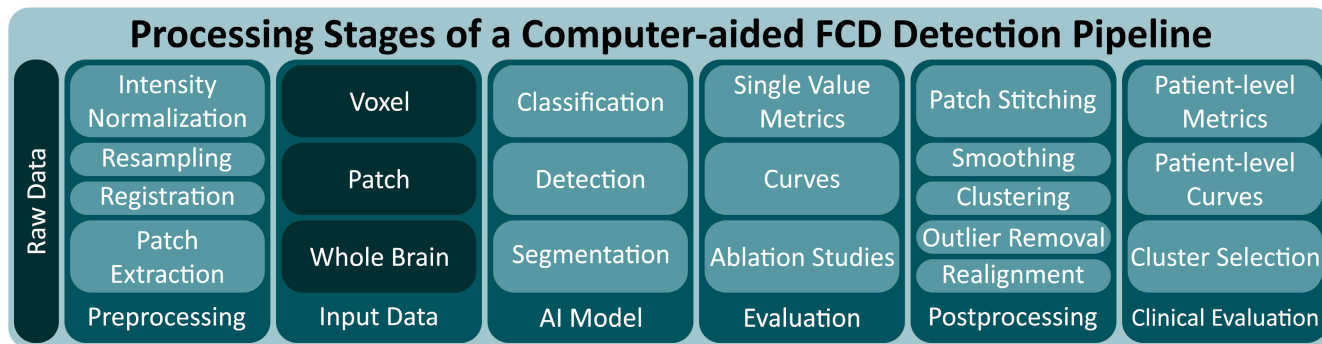 Processing Stages of a Computer-aided FCD Detection Pipeline
Raw Data
Intensity
Normalization
Resampling
Registration
Patch
Extraction
Preprocessing
Voxel
Patch
Whole Brain
Input Data
Classification
Detection
Segmentation
AI Model
Single Value
Metrics
Curves
Ablation Studies
Evaluation
Patch Stitching
Smoothing
Clustering
Outlier Removal
Realignment
Postprocessing
Patient-level
Metrics
Patient-level
Curves
Cluster Selection
Clinical Evaluation